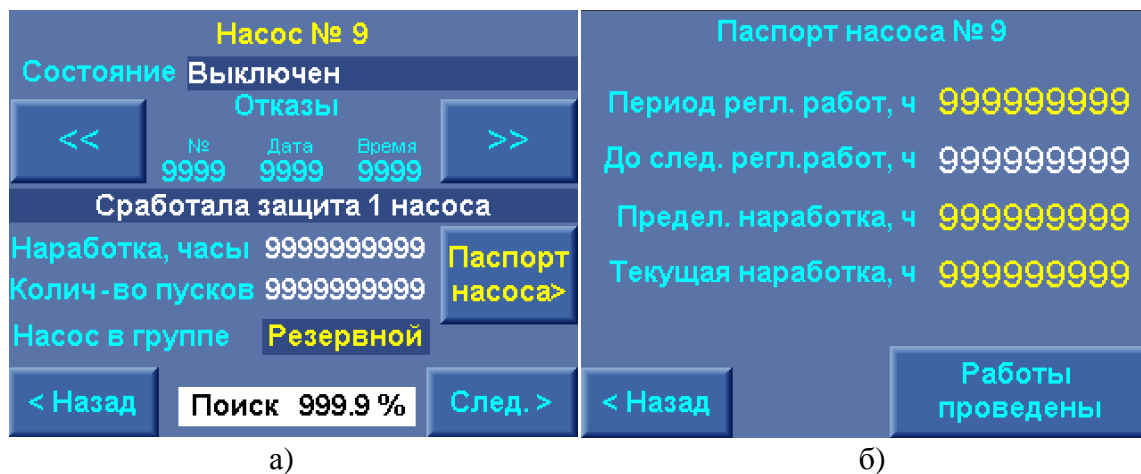 Насос № 9
Состояние Выключен
Отказы
<< >>
№ Дата Время
9999 9999 9999
Сработала защита 1 насоса
Наработка, часы 9999999999
Колич-во пусков 9999999999
Паспорт
насоса>
Насос в группе Резервной
< Назад Поиск 999.9 % След. >
а)
Паспорт насоса № 9
Период регл. работ, ч 999999999
До след. регл.работ, ч 999999999
Предел. наработка, ч 999999999
Текущая наработка, ч 999999999
< Назад
Работы
проведены
б)